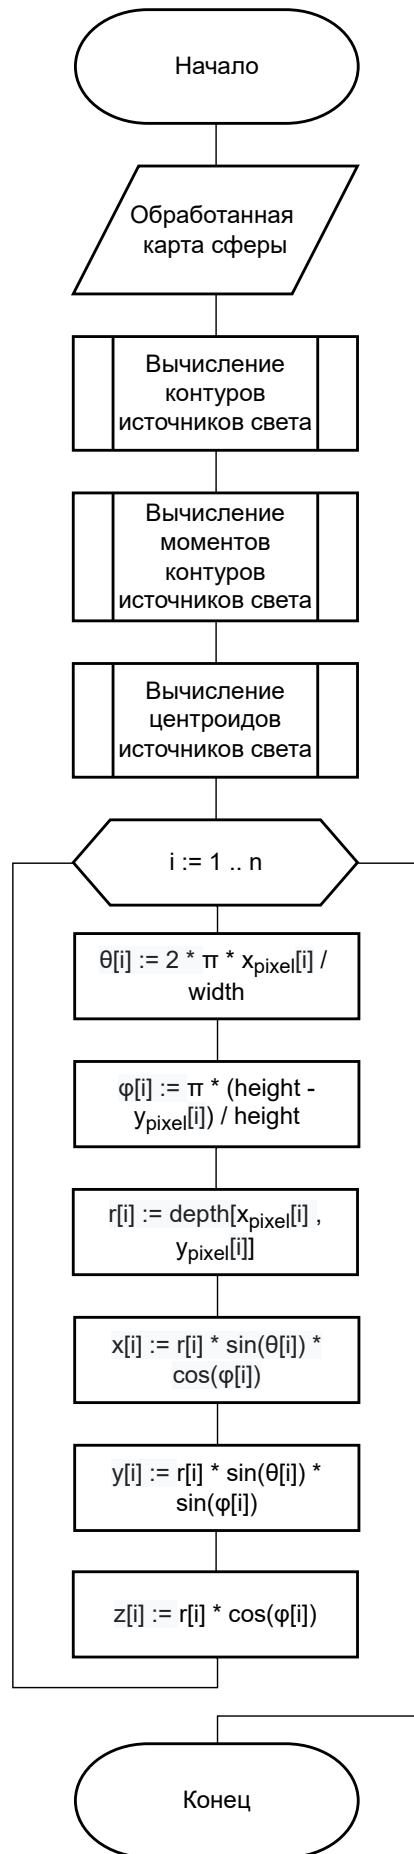 Начало
Обработанная
карта сферы
Вычисление
контуров
источников света
Вычисление
моментов
контуров
источников света
Вычисление
центроидов
источников света
i := 1 .. n
θ[i] := 2 * π * xpixel[i] /
width
φ[i] := π * (height -
ypixel[i]) / height
r[i] := depth[xpixel[i] ,
ypixel[i]]
x[i] := r[i] * sin(θ[i]) *
cos(φ[i])
y[i] := r[i] * sin(θ[i]) *
sin(φ[i])
z[i] := r[i] * cos(φ[i])
Конец